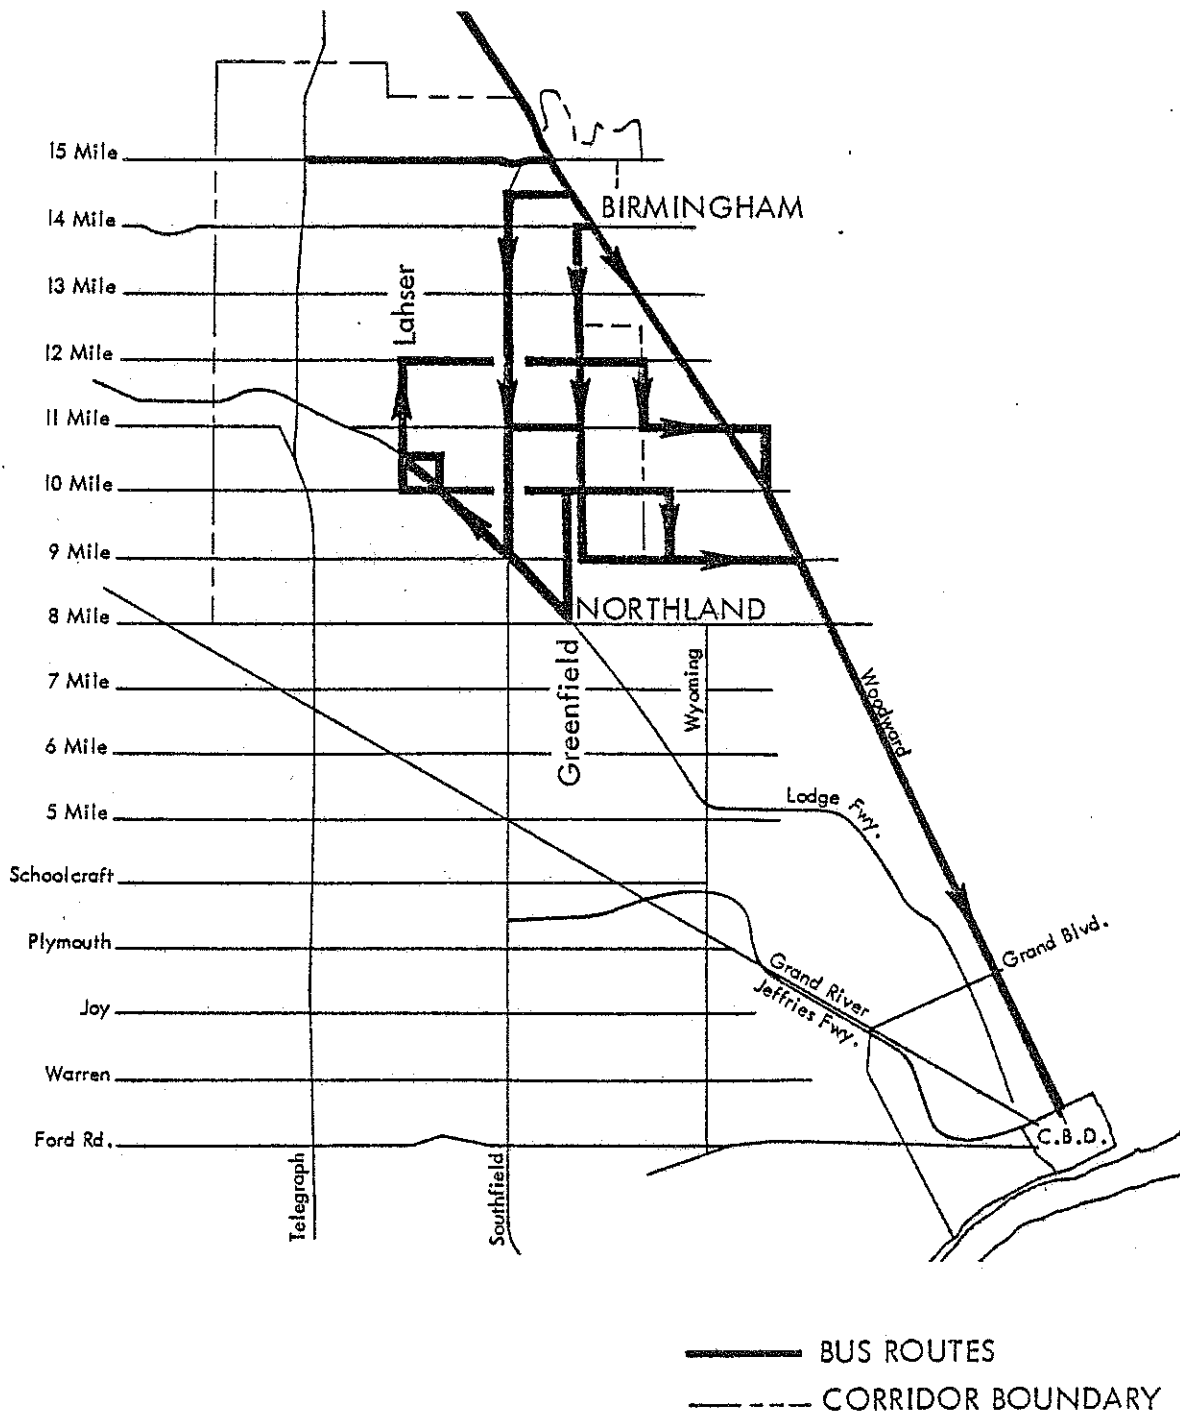 15 Mile
BIRMINGHAM
14 Mile
13 Mile
Lahser
12 Mile
11 Mile
10 Mile
9 Mile
NORTHLAND
8 Mile
Greenfield
Wyoming
7 Mile
Woodward
6 Mile
5 Mile
Lodge Fwy.
Schoolcraft
Plymouth
Grand Blvd.
Grand River
Jeffries Fwy.
Joy
Warren
Ford Rd.
C.B.D.
Telegraph
Southfield
BUS ROUTES
CORRIDOR BOUNDARY